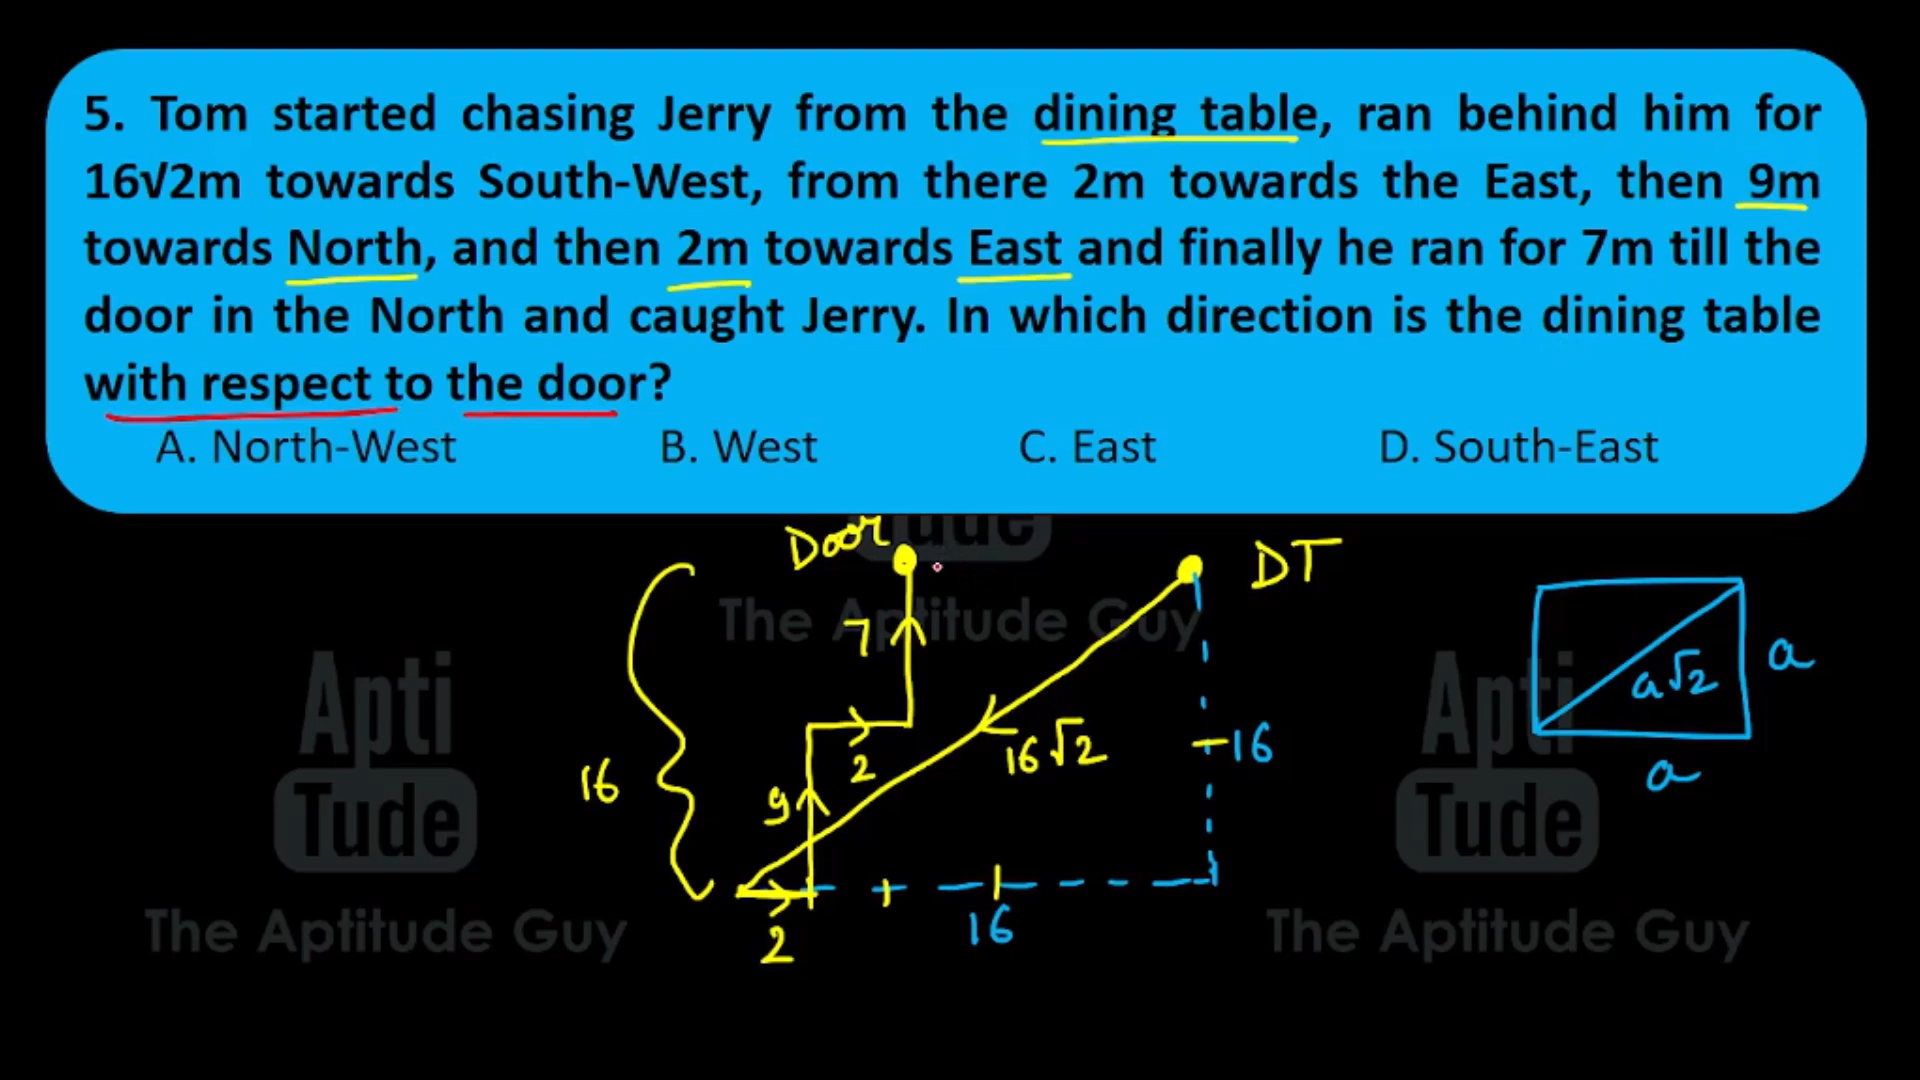 5. Tom started chasing Jerry from the dining table, ran behind him for
16√2m towards South-West, from there 2m towards the East, then 9m
towards North, and then 2m towards East and finally he ran for 7m till the
door in the North and caught Jerry. In which direction is the dining table
with respect to the door?
A. North-West B. West C. East D. South-East
Door
DT
The Aptitude Guy
7
a
a√2
16√2
16
2
a
16
9
Apti
Tude
The Aptitude Guy
Apti
Tude
The Aptitude Guy
16
2